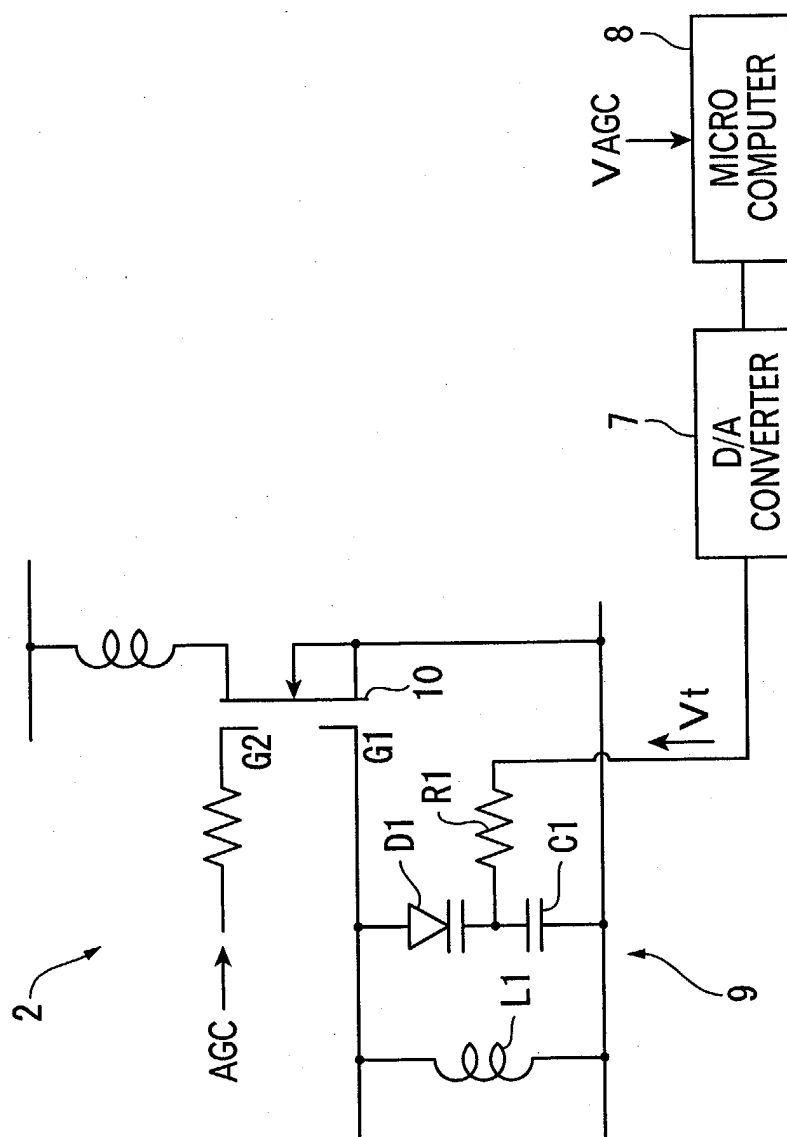 2
AGC
G2
G1
10
D1
R1
C1
L1
9
Vt
7
D/A
CONVERTER
VAGC
8
MICRO
COMPUTER